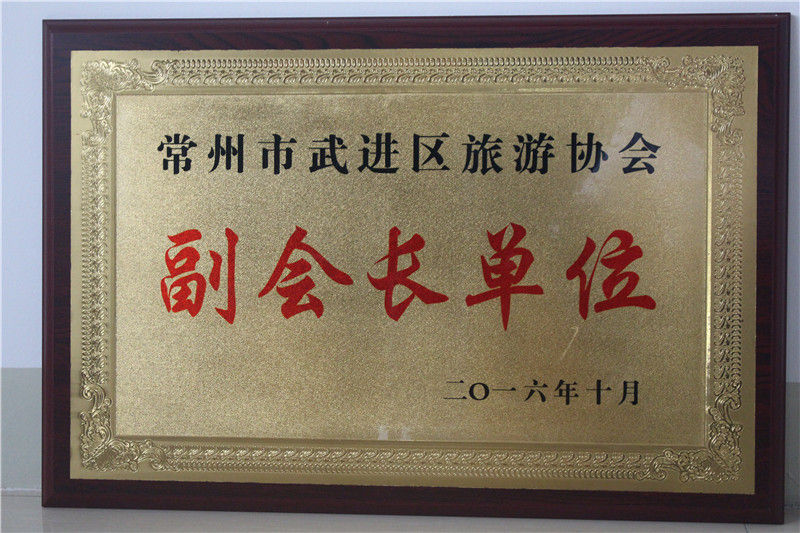 常州市武进区旅游协会
副会长单位
二〇一六年十月